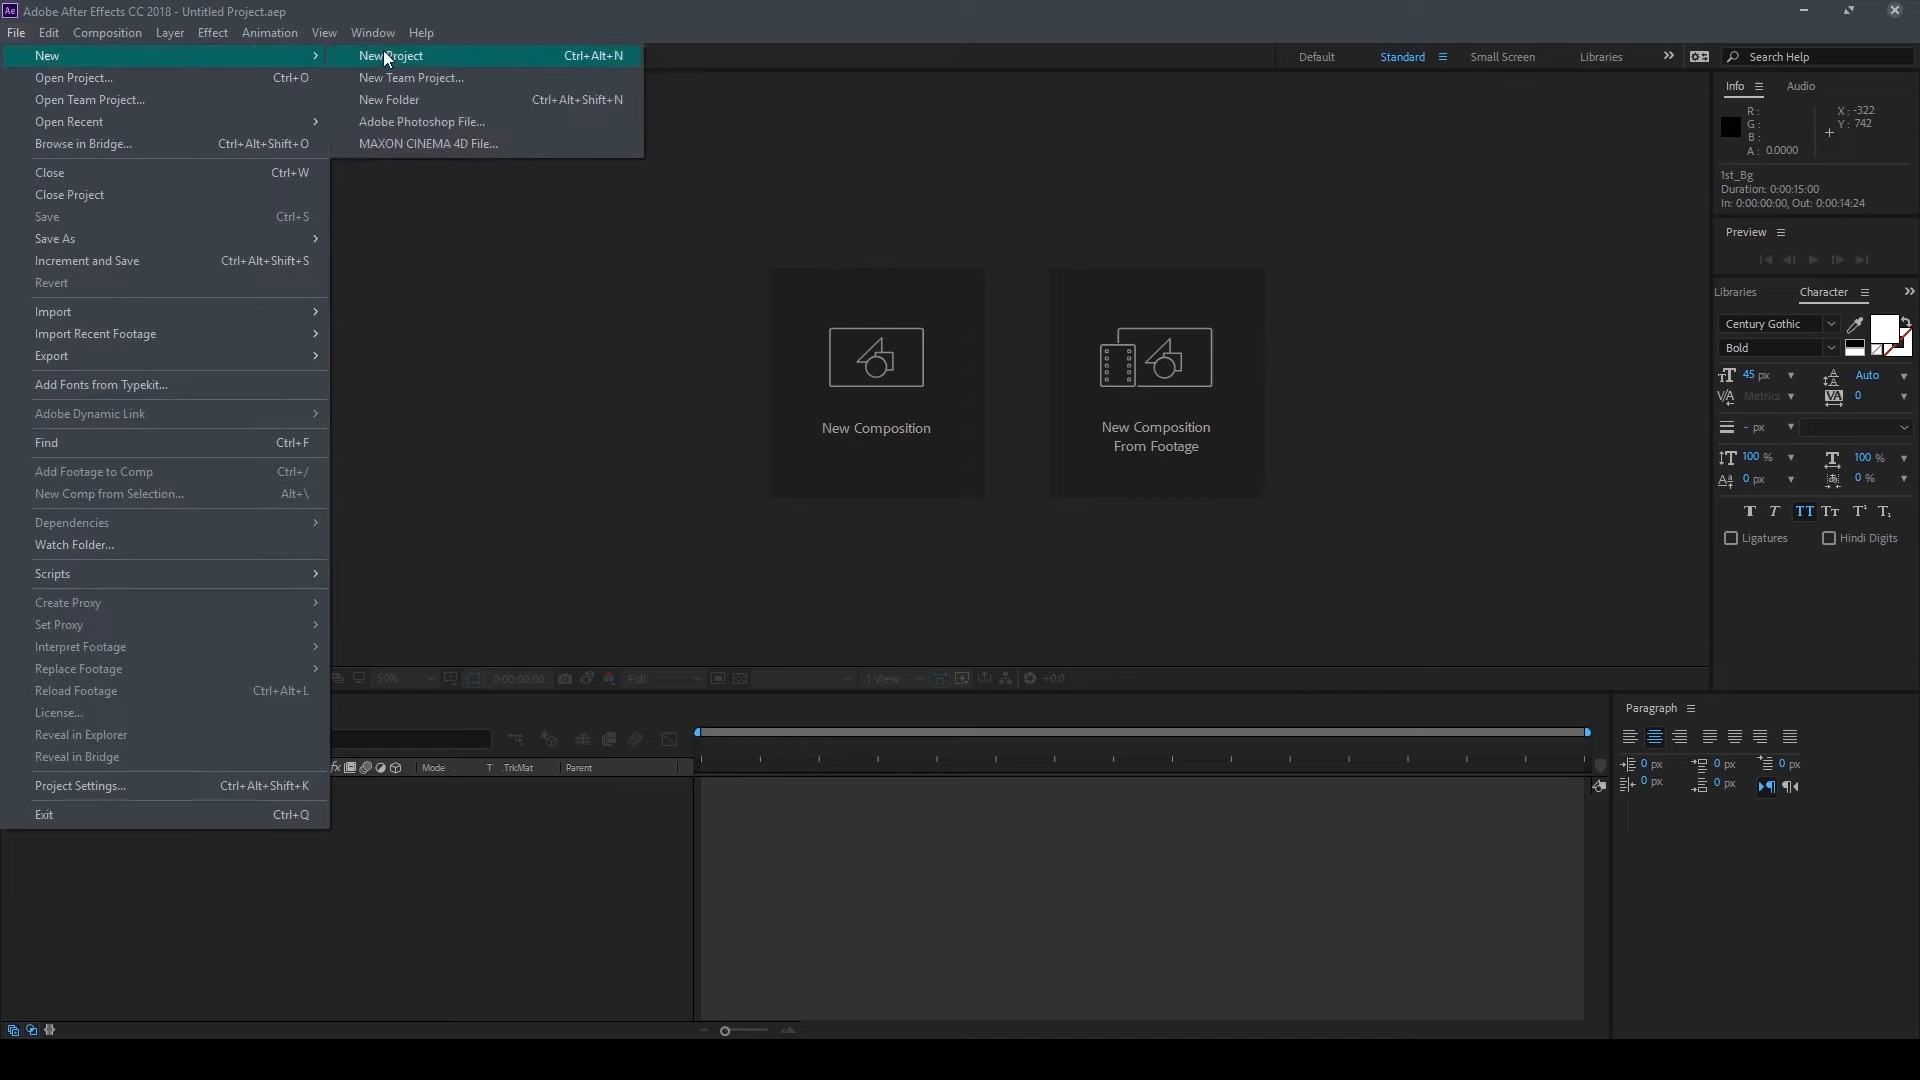 Ae Adobe After Effects CC 2018 - Untitled Project.aep
File Edit Composition Layer Effect Animation View Window Help
New
Open Project... Ctrl+O
Open Team Project...
Open Recent
Browse in Bridge... Ctrl+Alt+Shift+O
Close Ctrl+W
Close Project
Save Ctrl+S
Save As
Increment and Save Ctrl+Alt+Shift+S
Revert
Import
Import Recent Footage
Export
Add Fonts from Typekit...
Adobe Dynamic Link
Find Ctrl+F
Add Footage to Comp Ctrl+/
New Comp from Selection... Alt+\
Dependencies
Watch Folder...
Scripts
Create Proxy
Set Proxy
Interpret Footage
Replace Footage
Reload Footage Ctrl+Alt+L
License...
Reveal in Explorer
Reveal in Bridge
Project Settings... Ctrl+Alt+Shift+K
Exit Ctrl+Q
New Project Ctrl+Alt+N
New Team Project...
New Folder Ctrl+Alt+Shift+N
Adobe Photoshop File...
MAXON CINEMA 4D File...
Default Standard Small Screen Libraries Search Help
New Composition
New Composition
From Footage
Info Audio
R: X: -322
G: Y: 742
B:
A: 0.0000
1st_Bg
Duration: 0:00:15:00
In: 0:00:00:00, Out: 0:00:14:24
Preview
Libraries Character
Century Gothic
Bold
45 px Auto
Metrics 0
- px
100 % 100 %
0 px 0 %
T T TT Tт T¹ T₁
Ligatures Hindi Digits
50% 0:00:00:00 Full 1 View +0.0
fx Mode T .TrkMat Parent
Paragraph
0 px 0 px 0 px
0 px 0 px